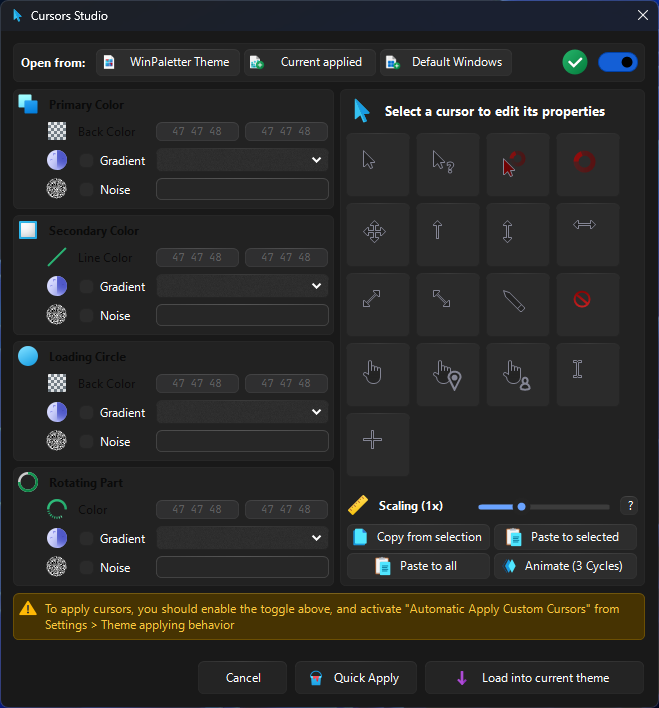 Cursors Studio
Open from:
WinPaletter Theme
Current applied
Default Windows
Primary Color
Back Color
47 47 48
47 47 48
Gradient
Noise
Secondary Color
Line Color
47 47 48
47 47 48
Gradient
Noise
Loading Circle
Back Color
47 47 48
47 47 48
Gradient
Noise
Rotating Part
Color
47 47 48
47 47 48
Gradient
Noise
Select a cursor to edit its properties
Scaling (1x)
?
Copy from selection
Paste to selected
Paste to all
Animate (3 Cycles)
To apply cursors, you should enable the toggle above, and activate "Automatic Apply Custom Cursors" from
Settings > Theme applying behavior
Cancel
Quick Apply
Load into current theme